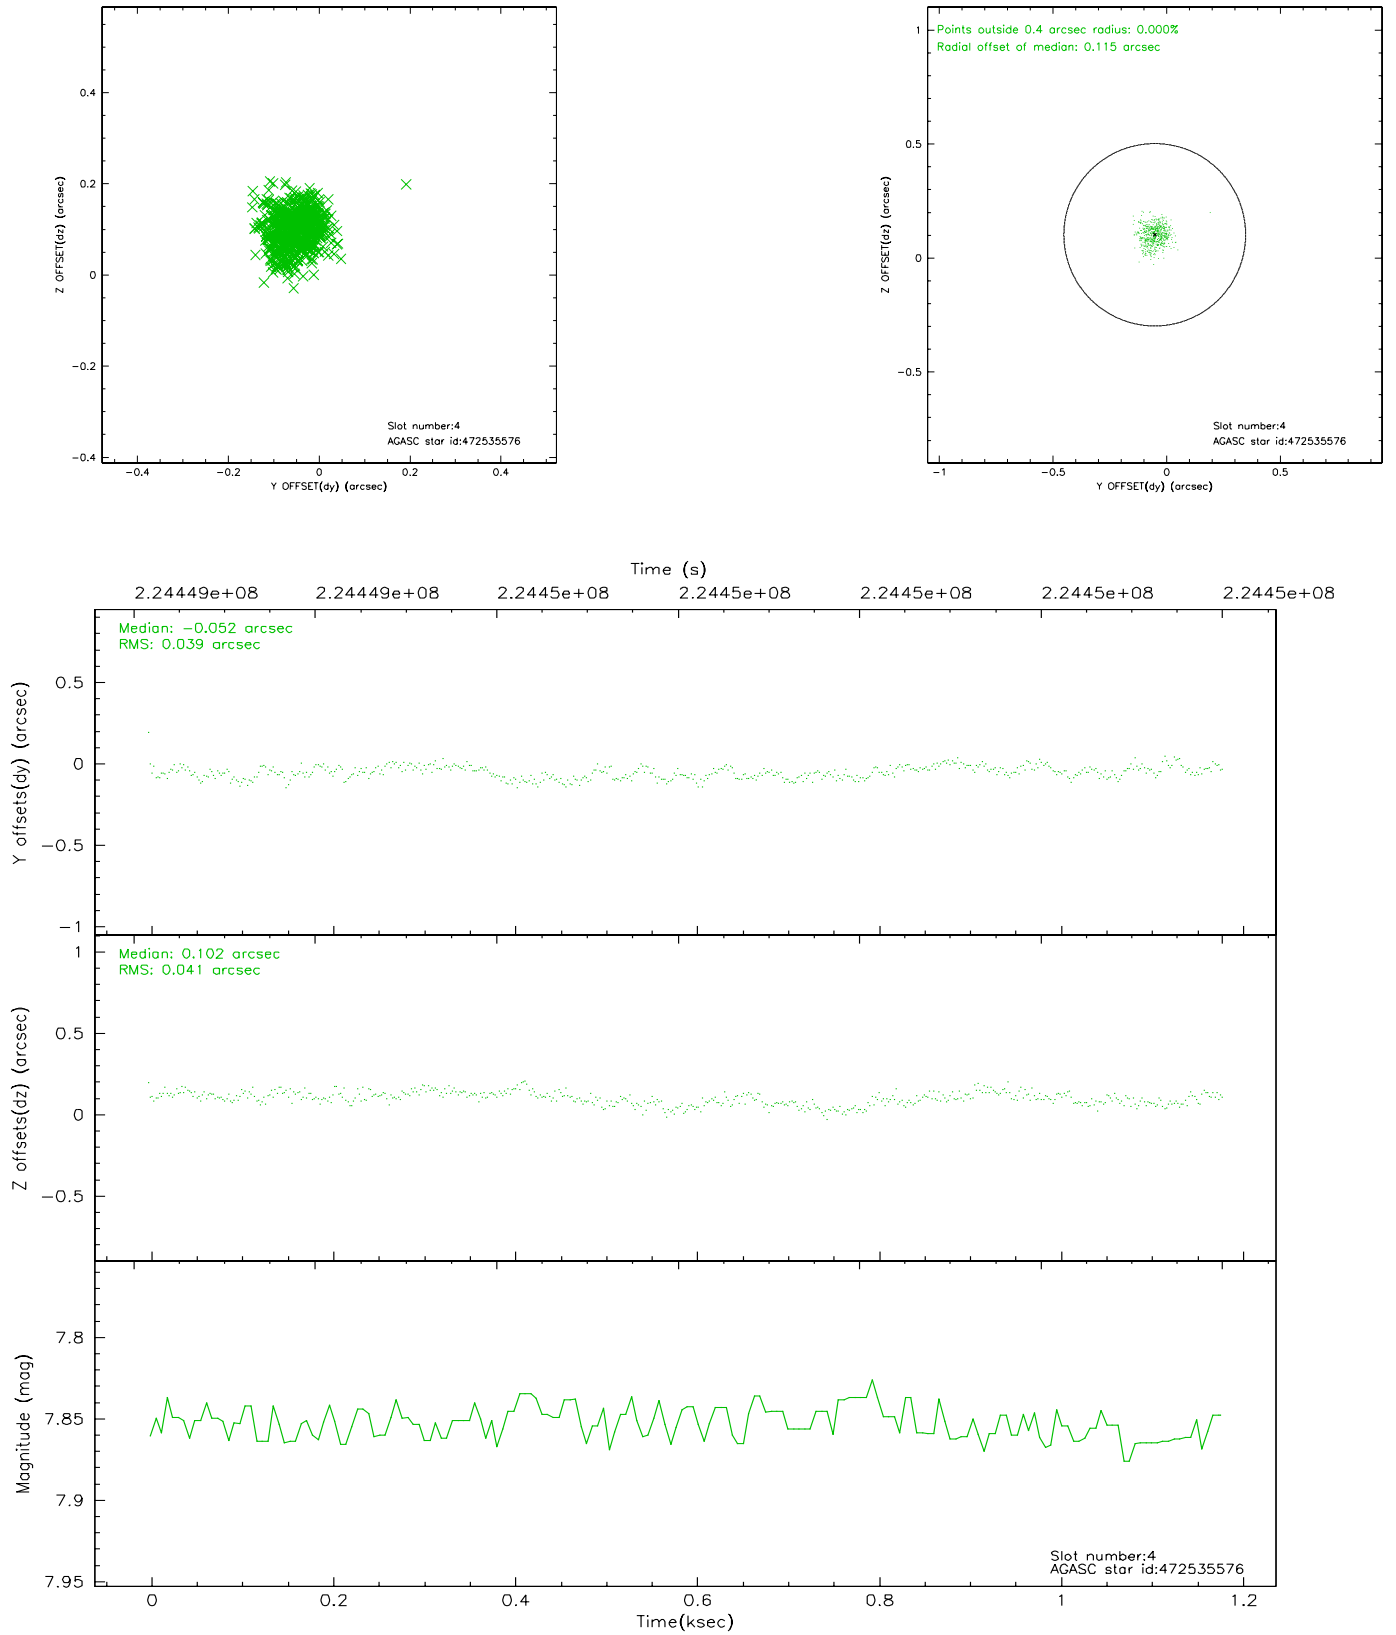 0.4
0.2
0
−0.2
−0.4
Z OFFSET(dz) (arcsec)
−0.4 −0.2 0 0.2 0.4
Y OFFSET(dy) (arcsec)
Slot number:4
AGASC star id:472535576
Points outside 0.4 arcsec radius: 0.000%
Radial offset of median: 0.115 arcsec
1
0.5
0
−0.5
Z OFFSET(dz) (arcsec)
−1 −0.5 0 0.5
Y OFFSET(dy) (arcsec)
Slot number:4
AGASC star id:472535576
Time (s)
2.24449e+08 2.24449e+08 2.2445e+08 2.2445e+08 2.2445e+08 2.2445e+08 2.2445e+08
Median: −0.052 arcsec
RMS: 0.039 arcsec
0.5
0
−0.5
−1
Y offsets(dy) (arcsec)
Median: 0.102 arcsec
RMS: 0.041 arcsec
1
0.5
0
−0.5
Z offsets(dz) (arcsec)
7.8
7.85
7.9
7.95
Magnitude (mag)
Slot number:4
AGASC star id:472535576
0 0.2 0.4 0.6 0.8 1 1.2
Time(ksec)